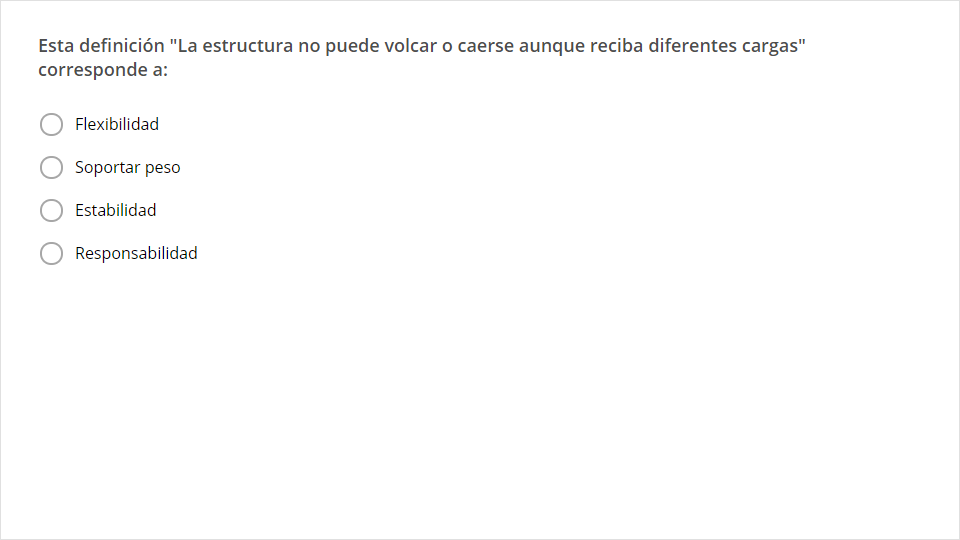 Esta definición "La estructura no puede volcar o caerse aunque reciba diferentes cargas"
corresponde a:
Flexibilidad
Soportar peso
Estabilidad
Responsabilidad